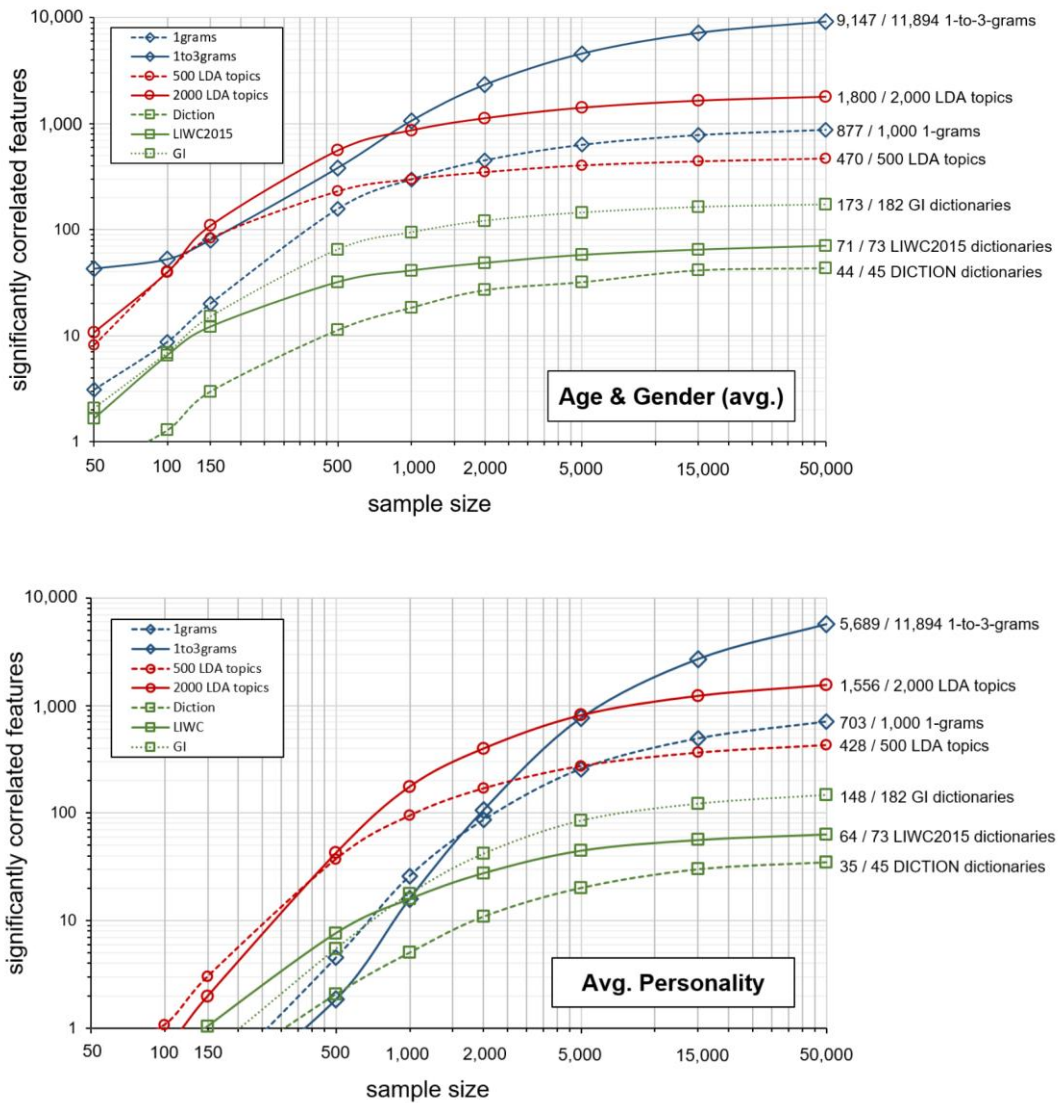 10,000
1,000
100
10
1
significantly correlated features
1grams
1to3grams
500 LDA topics
2000 LDA topics
Diction
LIWC2015
GI
9,147 / 11,894 1-to-3-grams
1,800 / 2,000 LDA topics
877 / 1,000 1-grams
470 / 500 LDA topics
173 / 182 GI dictionaries
71 / 73 LIWC2015 dictionaries
44 / 45 DICTION dictionaries
Age & Gender (avg.)
50 100 150 500 1,000 2,000 5,000 15,000 50,000
sample size
10,000
1,000
100
10
1
significantly correlated features
1grams
1to3grams
500 LDA topics
2000 LDA topics
Diction
LIWC
GI
5,689 / 11,894 1-to-3-grams
1,556 / 2,000 LDA topics
703 / 1,000 1-grams
428 / 500 LDA topics
148 / 182 GI dictionaries
64 / 73 LIWC2015 dictionaries
35 / 45 DICTION dictionaries
Avg. Personality
50 100 150 500 1,000 2,000 5,000 15,000 50,000
sample size